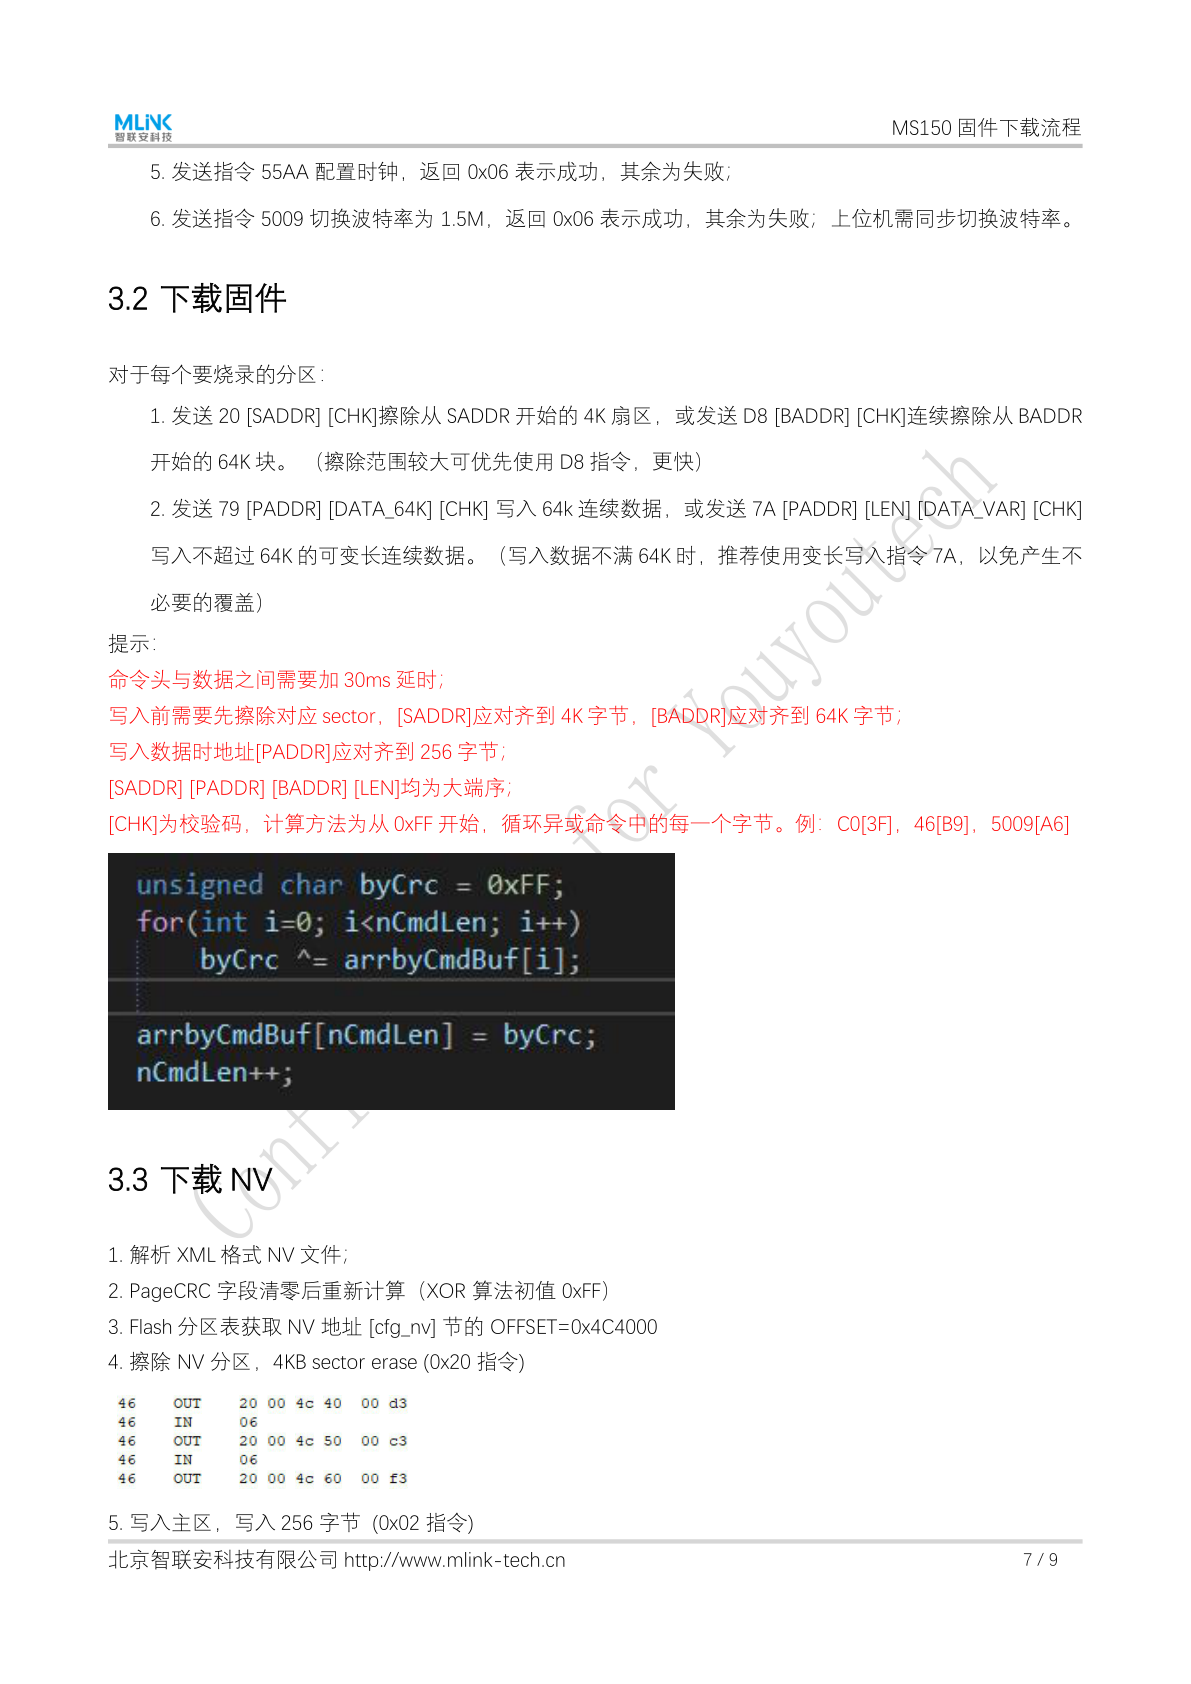 MLiNK
智联安科技
MS150 固件下载流程
5. 发送指令 55AA 配置时钟，返回 0x06 表示成功，其余为失败；
6. 发送指令 5009 切换波特率为 1.5M，返回 0x06 表示成功，其余为失败；上位机需同步切换波特率。
3.2 下载固件
对于每个要烧录的分区：
1. 发送 20 [SADDR] [CHK]擦除从 SADDR 开始的 4K 扇区，或发送 D8 [BADDR] [CHK]连续擦除从 BADDR
开始的 64K 块。（擦除范围较大可优先使用 D8 指令，更快）
2. 发送 79 [PADDR] [DATA_64K] [CHK] 写入 64k 连续数据，或发送 7A [PADDR] [LEN] [DATA_VAR] [CHK]
写入不超过 64K 的可变长连续数据。（写入数据不满 64K 时，推荐使用变长写入指令 7A，以免产生不
必要的覆盖）
提示：
命令头与数据之间需要加 30ms 延时；
写入前需要先擦除对应 sector，[SADDR]应对齐到 4K 字节，[BADDR]应对齐到 64K 字节；
写入数据时地址[PADDR]应对齐到 256 字节；
[SADDR] [PADDR] [BADDR] [LEN]均为大端序；
[CHK]为校验码，计算方法为从 0xFF 开始，循环异或命令中的每一个字节。例：C0[3F]，46[B9]，5009[A6]
unsigned char byCrc = 0xFF;
for(int i=0; i<nCmdLen; i++)
byCrc ^= arrbyCmdBuf[i];
arrbyCmdBuf[nCmdLen] = byCrc;
nCmdLen++;
3.3 下载 NV
1. 解析 XML 格式 NV 文件；
2. PageCRC 字段清零后重新计算（XOR 算法初值 0xFF）
3. Flash 分区表获取 NV 地址 [cfg_nv] 节的 OFFSET=0x4C4000
4. 擦除 NV 分区，4KB sector erase (0x20 指令)
46 OUT 20 00 4c 40 00 d3
46 IN 06
46 OUT 20 00 4c 50 00 c3
46 IN 06
46 OUT 20 00 4c 60 00 f3
5. 写入主区，写入 256 字节 (0x02 指令)
北京智联安科技有限公司 http://www.mlink-tech.cn
7 / 9
for Youyoutech